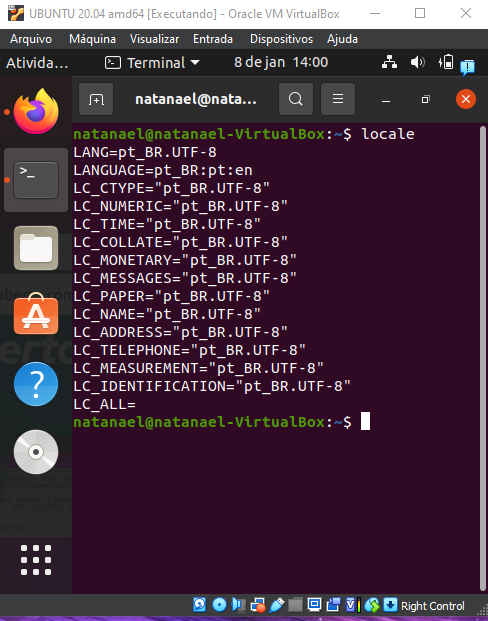 UBUNTU 20.04 amd64 [Executando] - Oracle VM VirtualBox
Arquivo Máquina Visualizar Entrada Dispositivos Ajuda
Ativida... Terminal 8 de jan 14:00
natanael@nata...
natanael@natanael-VirtualBox:~$ locale
LANG=pt_BR.UTF-8
LANGUAGE=pt_BR:pt:en
LC_CTYPE="pt_BR.UTF-8"
LC_NUMERIC="pt_BR.UTF-8"
LC_TIME="pt_BR.UTF-8"
LC_COLLATE="pt_BR.UTF-8"
LC_MONETARY="pt_BR.UTF-8"
LC_MESSAGES="pt_BR.UTF-8"
LC_PAPER="pt_BR.UTF-8"
LC_NAME="pt_BR.UTF-8"
LC_ADDRESS="pt_BR.UTF-8"
LC_TELEPHONE="pt_BR.UTF-8"
LC_MEASUREMENT="pt_BR.UTF-8"
LC_IDENTIFICATION="pt_BR.UTF-8"
LC_ALL=
natanael@natanael-VirtualBox:~$
Right Control